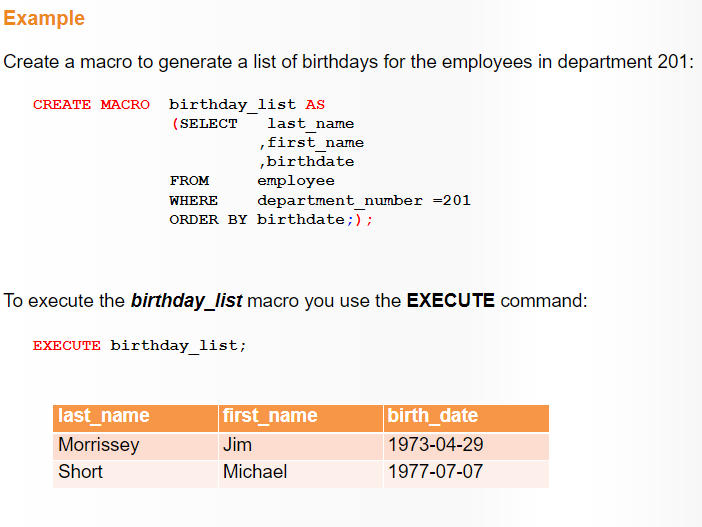 Example
Create a macro to generate a list of birthdays for the employees in department 201:
CREATE MACRO birthday_list AS
(SELECT last_name
,first_name
,birthdate
FROM employee
WHERE department_number =201
ORDER BY birthdate;);
To execute the birthday_list macro you use the EXECUTE command:
EXECUTE birthday_list;
last_name first_name birth_date
Morrissey Jim 1973-04-29
Short Michael 1977-07-07